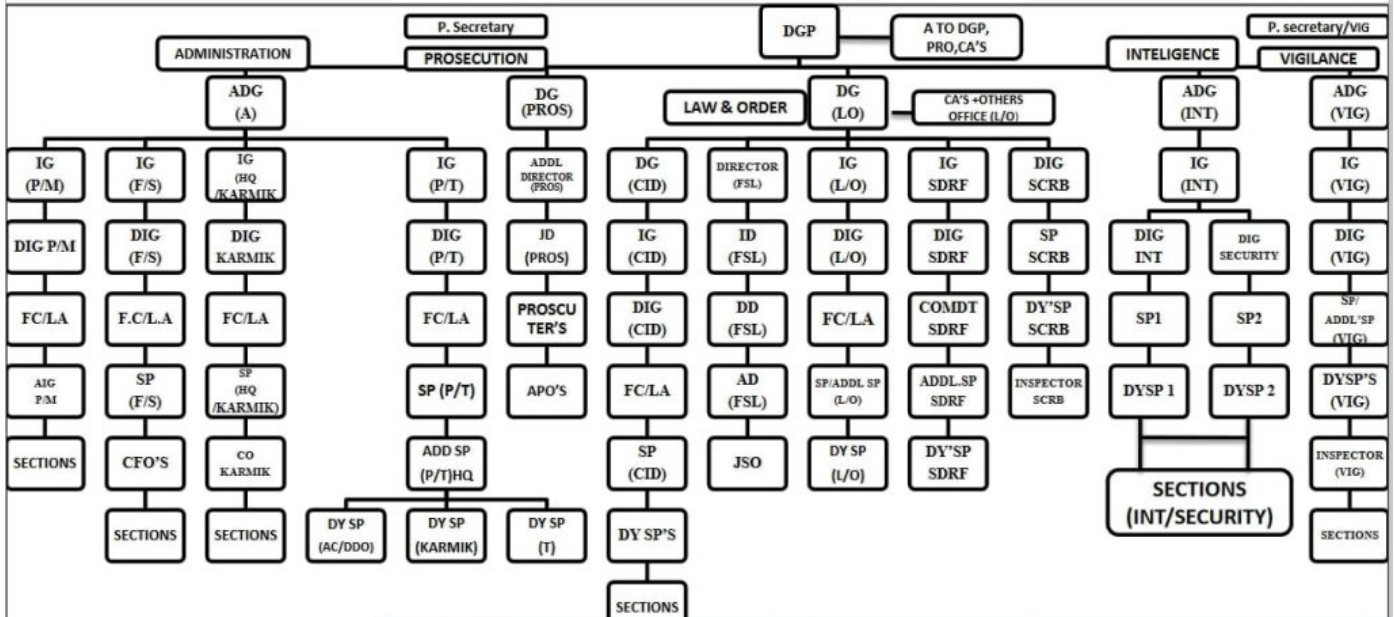 P. Secretary
DGP
A TO DGP,
PRO,CA'S
P. secretary/VIG
ADMINISTRATION
PROSECUTION
INTELIGENCE
VIGILANCE
ADG
(A)
DG
(PROS)
LAW & ORDER
DG
(LO)
CA'S +OTHERS
OFFICE (L/O)
ADG
(INT)
ADG
(VIG)
IG
(P/M)
IG
(F/S)
IG
(HQ
/KARMIK
IG
(P/T)
ADDL
DIRECTOR
(PROS)
DG
(CID)
DIRECTOR
(FSL)
IG
(L/O)
IG
SDRF
DIG
SCRB
IG
(INT)
IG
(VIG)
DIG P/M
DIG
(F/S)
DIG
KARMIK
DIG
(P/T)
JD
(PROS)
IG
(CID)
ID
(FSL)
DIG
(L/O)
DIG
SDRF
SP
SCRB
DIG
INT
DIG
SECURITY
DIG
(VIG)
FC/LA
F.C/L.A
FC/LA
FC/LA
PROSCU
TER'S
DIG
(CID)
DD
(FSL)
FC/LA
COMDT
SDRF
DY'SP
SCRB
SP1
SP2
SP/
ADDL'SP
(VIG)
AIG
P/M
SP
(F/S)
SP
(HQ
/KARMIK)
SP (P/T)
APO'S
FC/LA
AD
(FSL)
SP/ADDL SP
(L/O)
ADDL.SP
SDRF
INSPECTOR
SCRB
DYSP 1
DYSP 2
DYSP'S
(VIG)
SECTIONS
CFO'S
CO
KARMIK
ADD SP
(P/T)HQ
SP
(CID)
JSO
DY SP
(L/O)
DY'SP
SDRF
SECTIONS
(INT/SECURITY)
INSPECTOR
(VIG)
SECTIONS
SECTIONS
DY SP
(AC/DDO)
DY SP
(KARMIK)
DY SP
(T)
DY SP'S
SECTIONS
SECTIONS